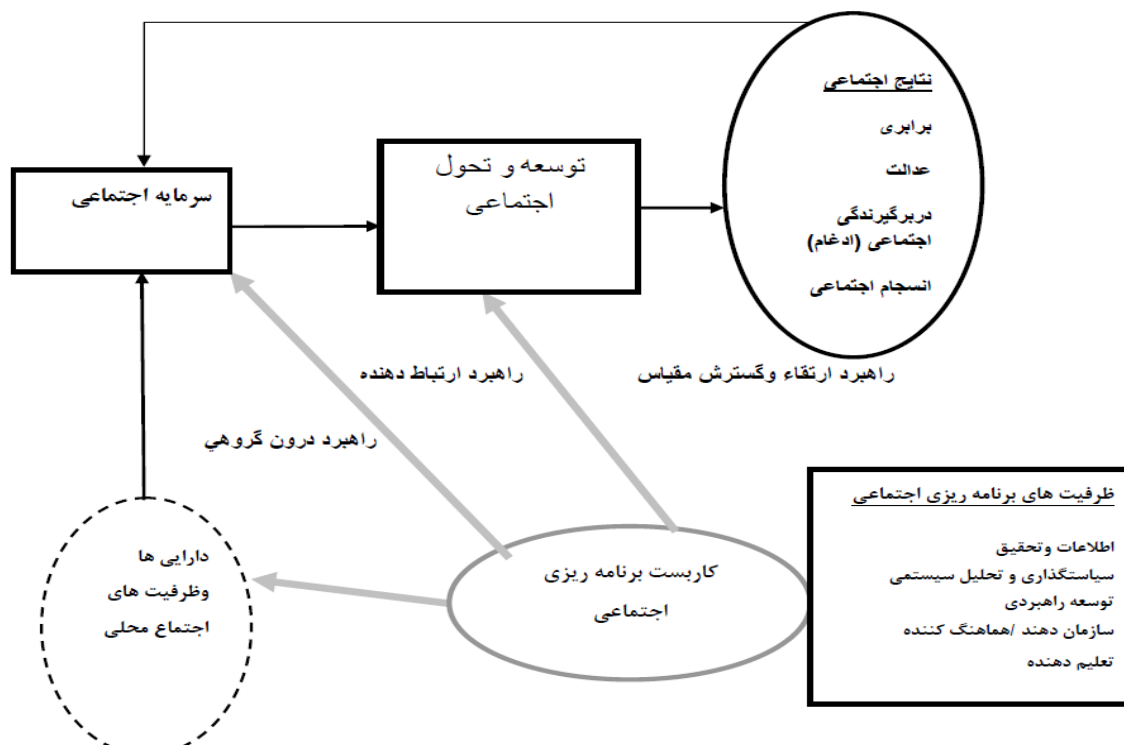 نتایج اجتماعی
برابری
عدالت
دربرگیرندگی
اجتماعی (ادغام)
انسجام اجتماعی
توسعه و تحول
اجتماعی
سرمایه اجتماعی
راهبرد ارتقاء وگسترش مقیاس
راهبرد ارتباط دهنده
راهبرد درون گروهي
ظرفیت های برنامه ریزی اجتماعی
اطلاعات وتحقیق
سیاستگذاری و تحلیل سیستمی
توسعه راهبردی
سازمان دهند /هماهنگ کننده
تعلیم دهنده
کاربست برنامه ریزی
اجتماعی
دارایی ها
وظرفیت های
اجتماع محلی